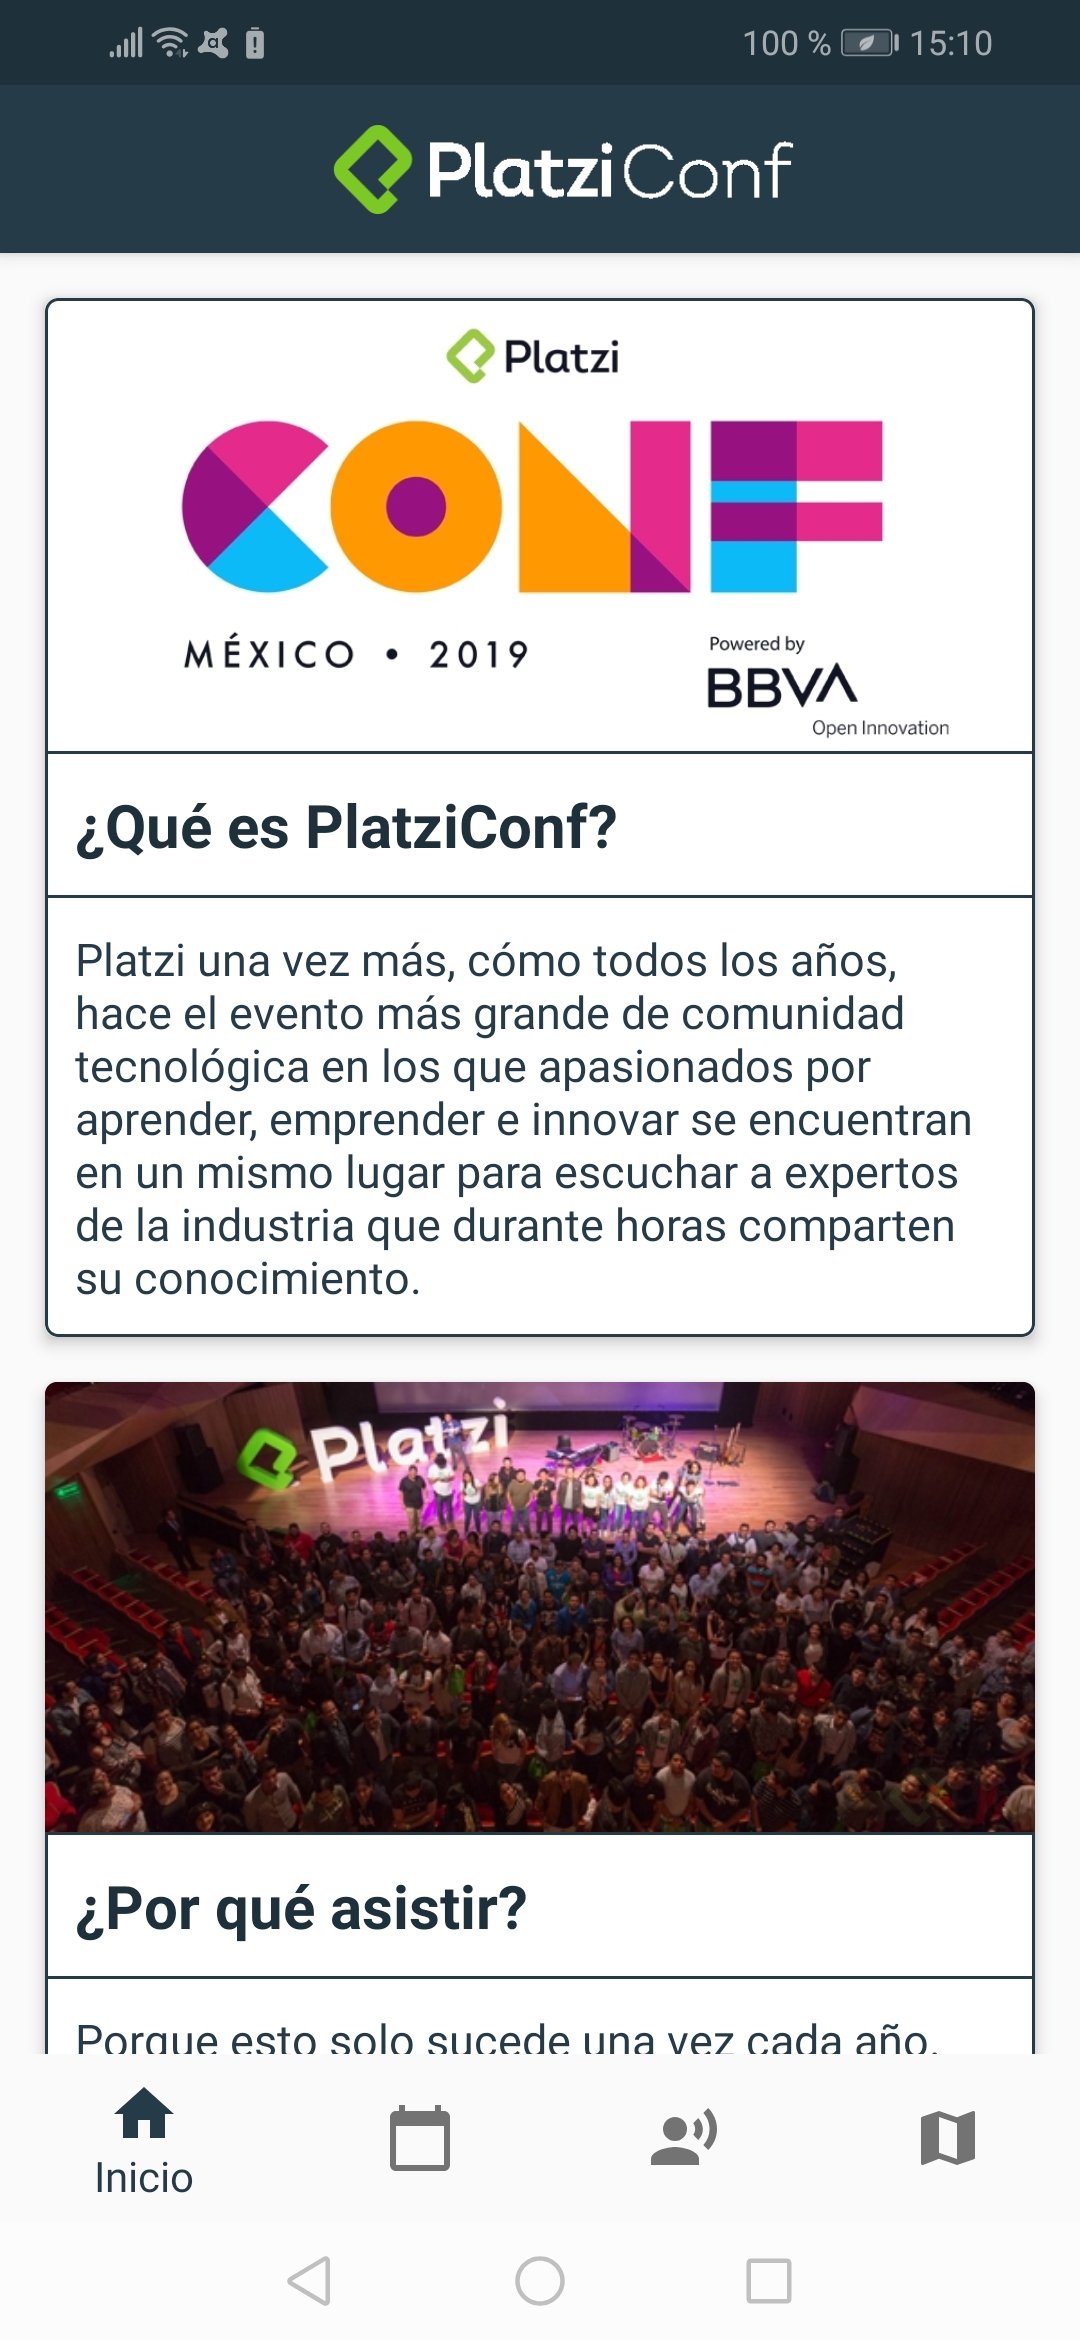 100 % 15:10
PlatziConf
Platzi
CONF
MÉXICO • 2019
Powered by
BBVA
Open Innovation
¿Qué es PlatziConf?
Platzi una vez más, cómo todos los años,
hace el evento más grande de comunidad
tecnológica en los que apasionados por
aprender, emprender e innovar se encuentran
en un mismo lugar para escuchar a expertos
de la industria que durante horas comparten
su conocimiento.
Platzi
¿Por qué asistir?
Porque esto solo sucede una vez cada año.
Inicio